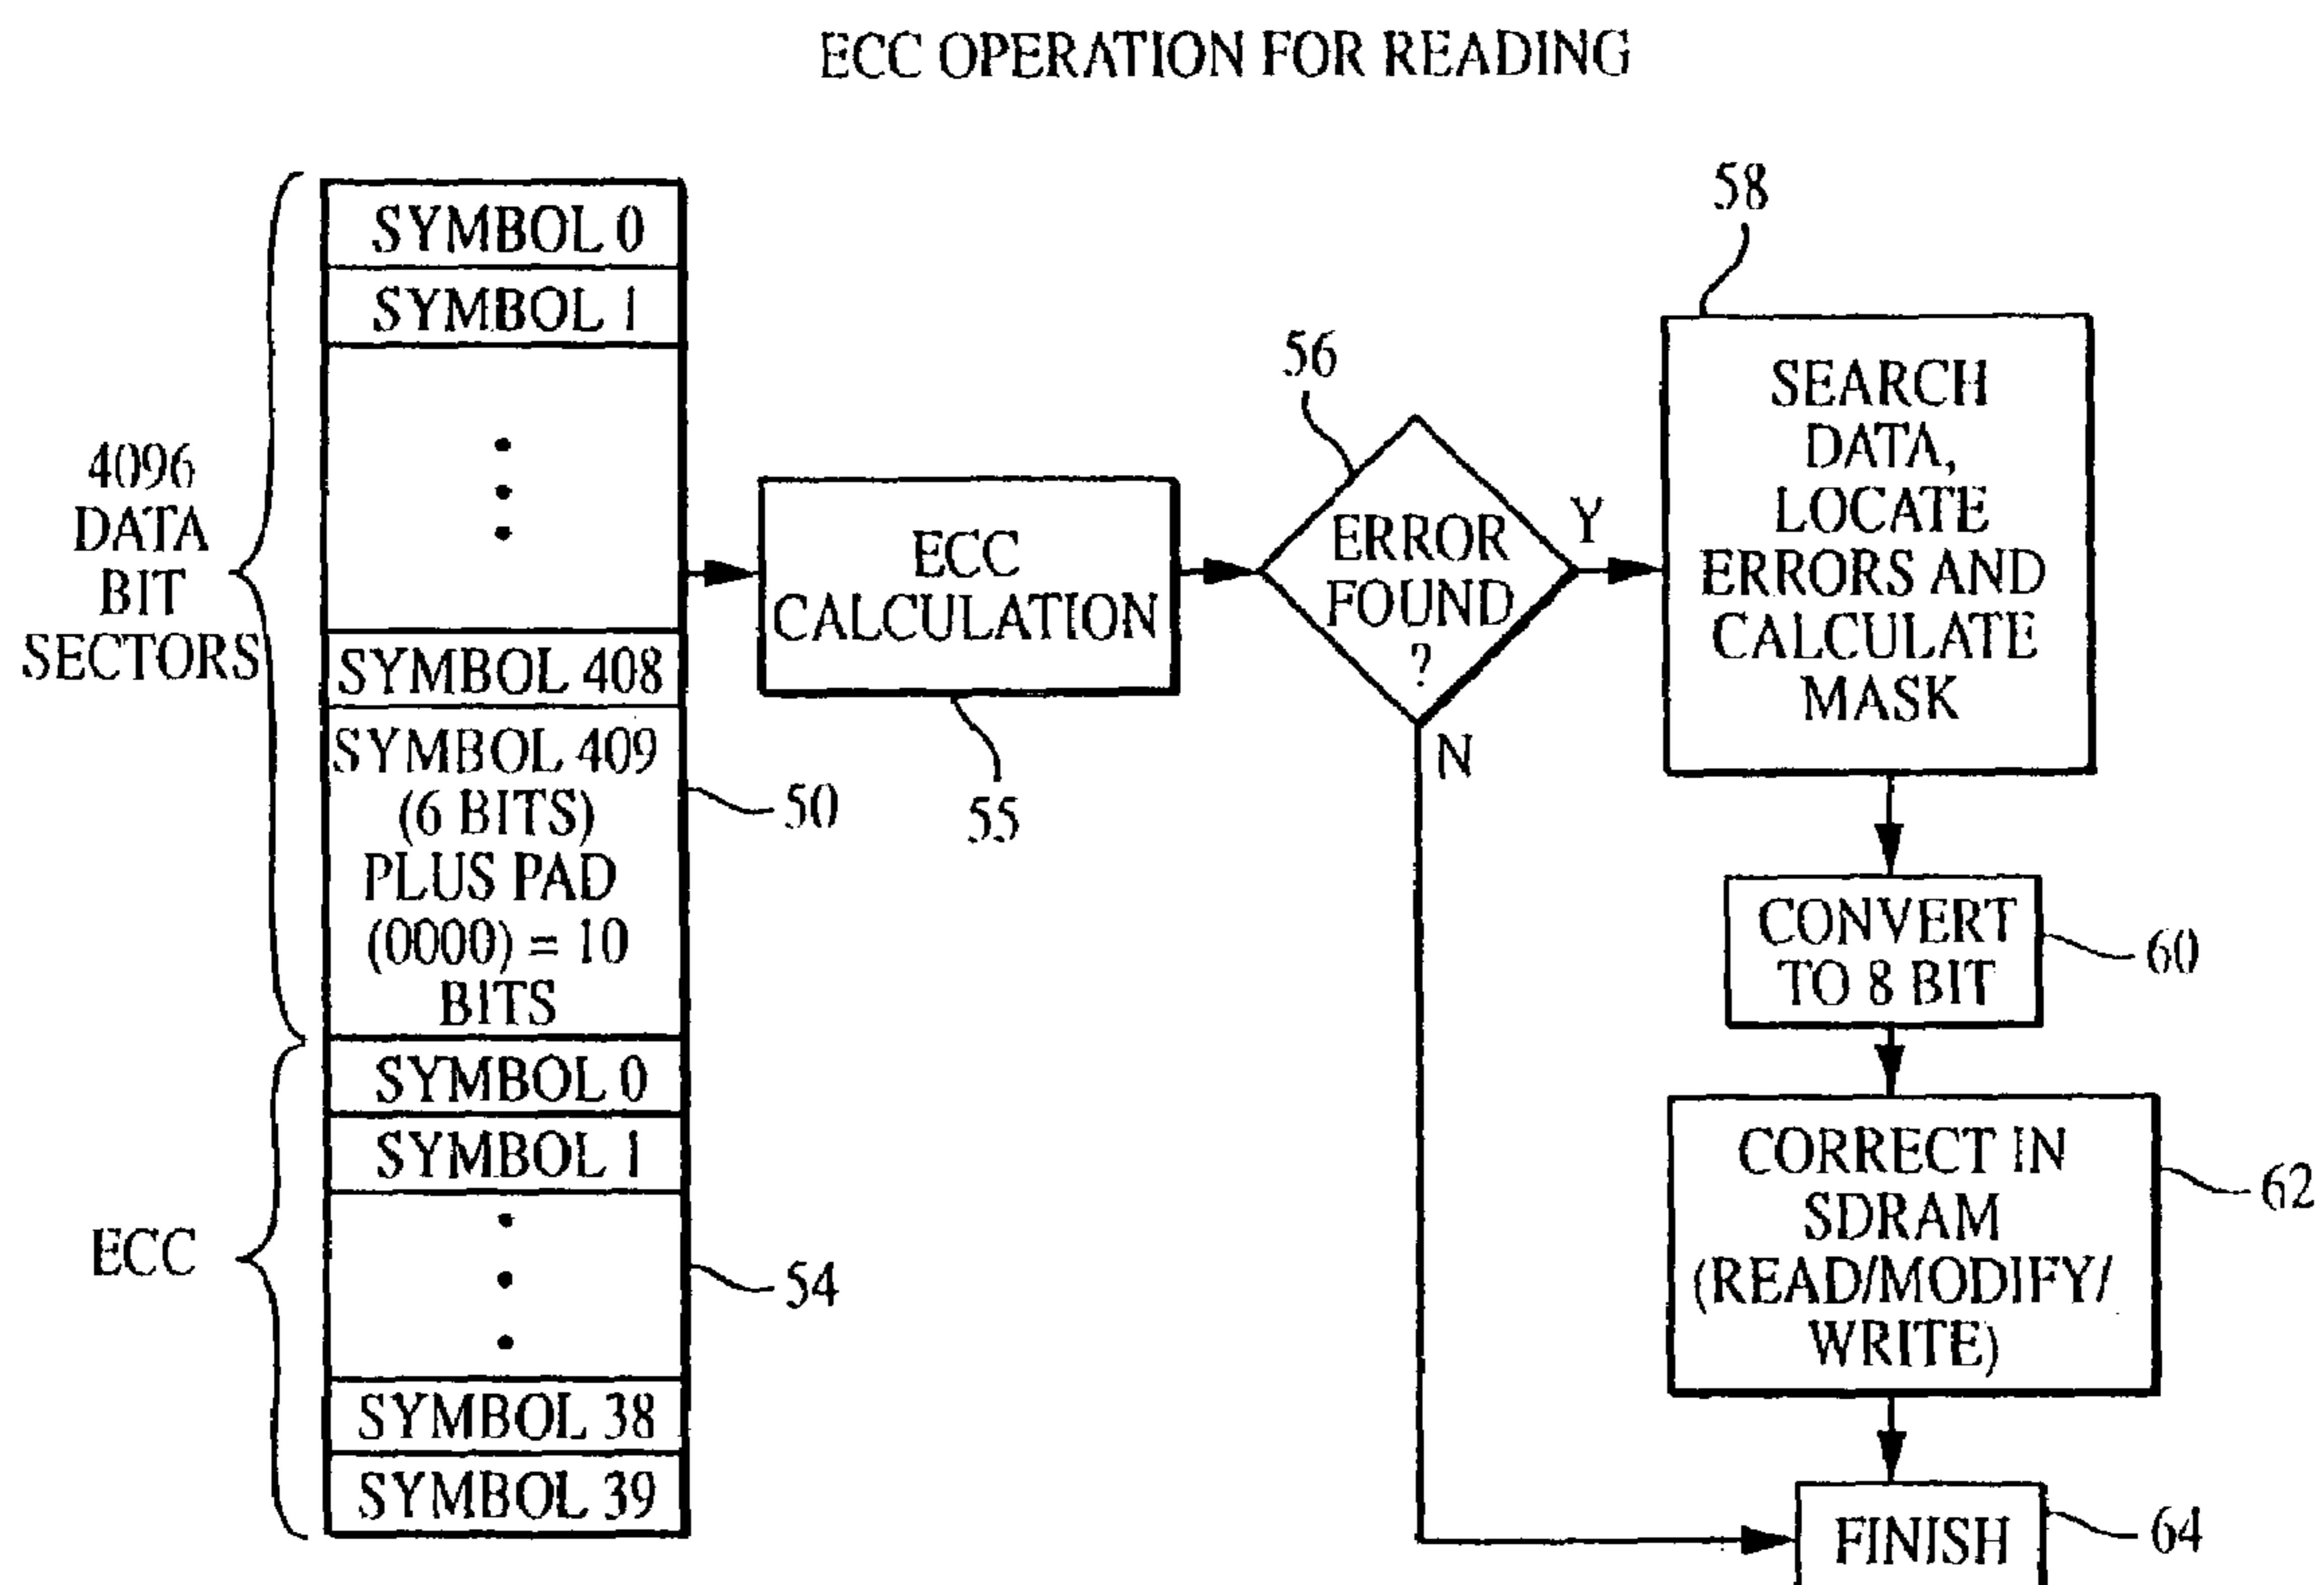 ECC OPERATION FOR READING
4096
DATA
BIT
SECTORS
SYMBOL 0
SYMBOL 1
SYMBOL 408
SYMBOL 409
(6 BITS)
PLUS PAD
(0000) = 10
BITS
50
ECC
SYMBOL 0
SYMBOL 1
54
SYMBOL 38
SYMBOL 39
ECC
CALCULATION
55
56
ERROR
FOUND
?
Y
N
58
SEARCH
DATA,
LOCATE
ERRORS AND
CALCULATE
MASK
CONVERT
TO 8 BIT
60
CORRECT IN
SDRAM
(READ/MODIFY/
WRITE)
62
FINISH
64